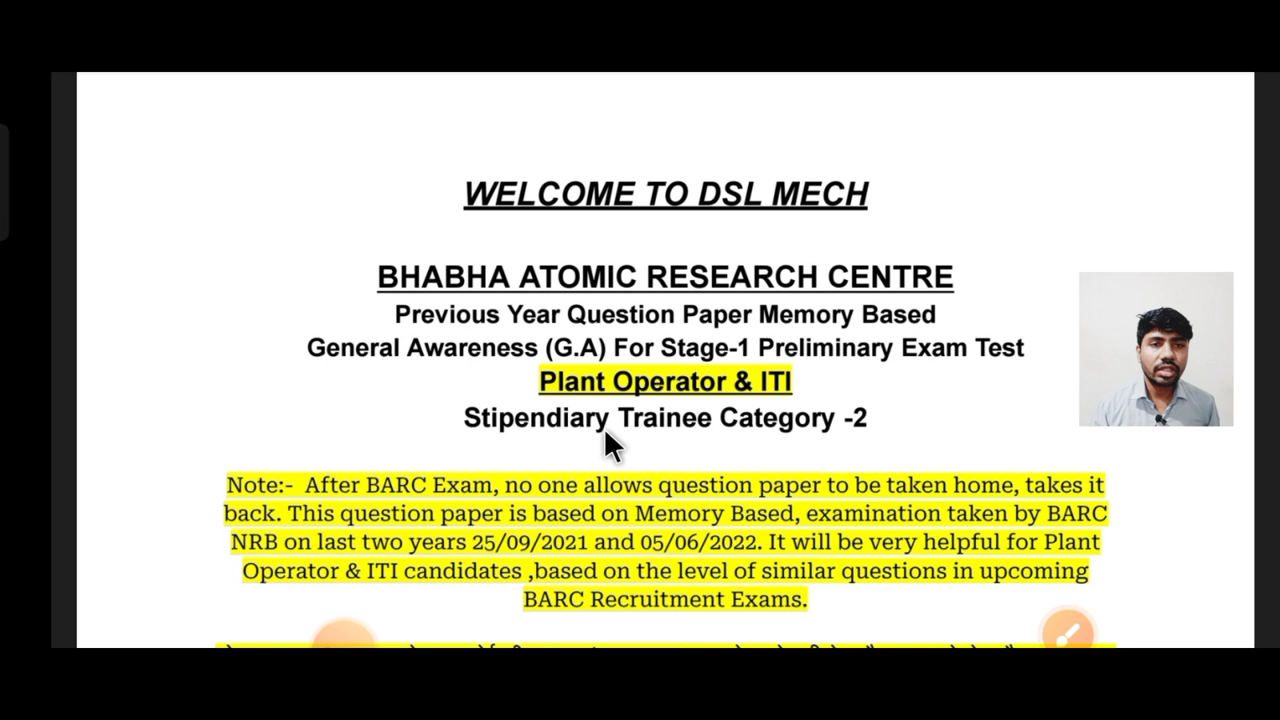 WELCOME TO DSL MECH
BHABHA ATOMIC RESEARCH CENTRE
Previous Year Question Paper Memory Based
General Awareness (G.A) For Stage-1 Preliminary Exam Test
Plant Operator & ITI
Stipendiary Trainee Category -2
Note:- After BARC Exam, no one allows question paper to be taken home, takes it
back. This question paper is based on Memory Based, examination taken by BARC
NRB on last two years 25/09/2021 and 05/06/2022. It will be very helpful for Plant
Operator & ITI candidates ,based on the level of similar questions in upcoming
BARC Recruitment Exams.